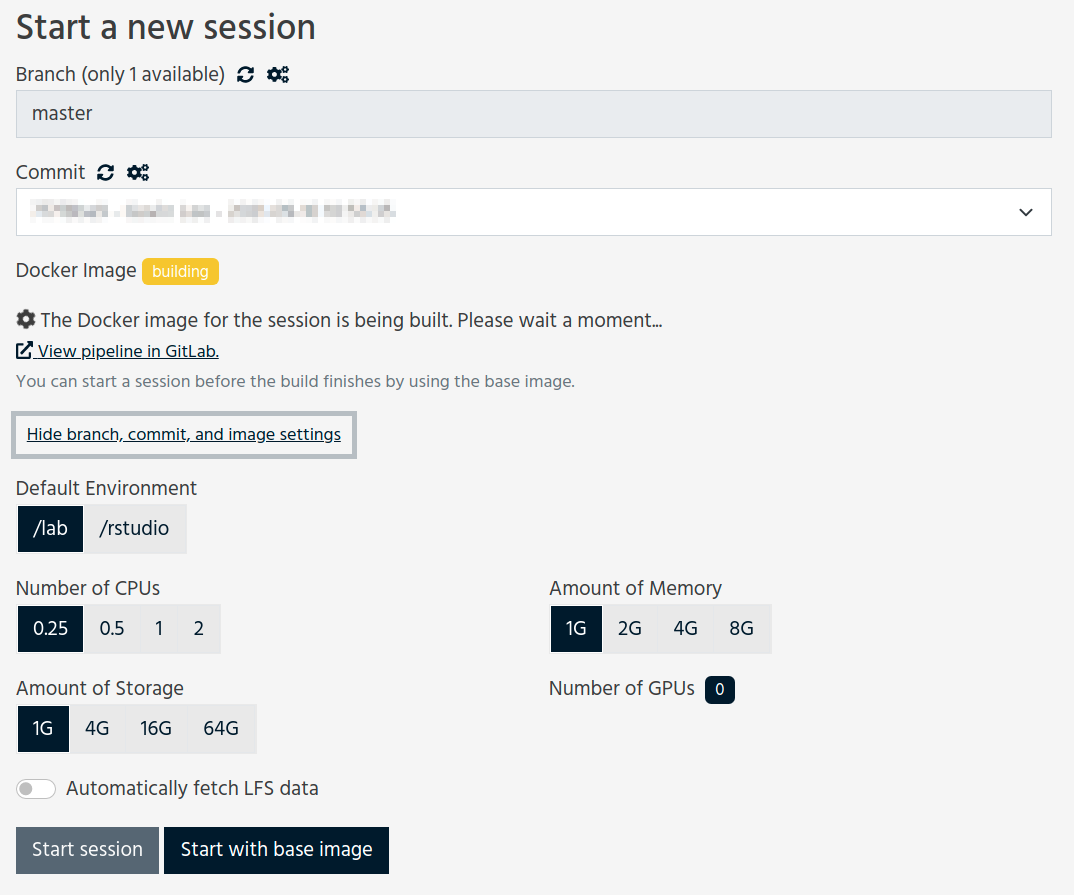 Start a new session
Branch (only 1 available)
master
Commit
Docker Image building
The Docker image for the session is being built. Please wait a moment...
View pipeline in GitLab.
You can start a session before the build finishes by using the base image.
Hide branch, commit, and image settings
Default Environment
/lab /rstudio
Number of CPUs
0.25 0.5 1 2
Amount of Memory
1G 2G 4G 8G
Amount of Storage
1G 4G 16G 64G
Number of GPUs 0
Automatically fetch LFS data
Start session Start with base image